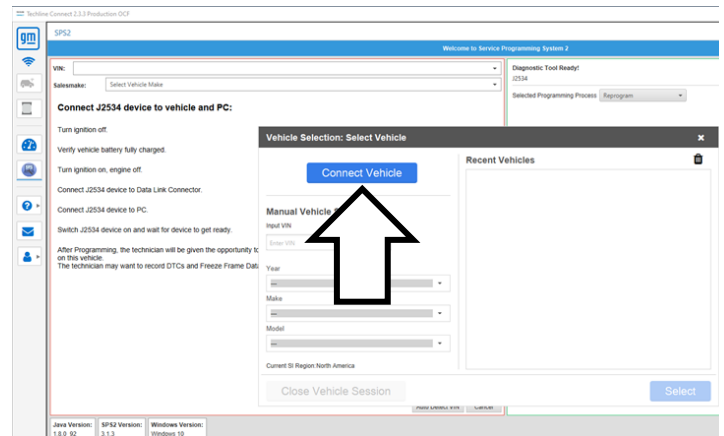 Techline Connect 2.3.3 Production OCF
gm
SPS2
Welcome to Service Programming System 2
VIN:
Salesmake: Select Vehicle Make
Connect J2534 device to vehicle and PC:
Turn ignition off.
Verify vehicle battery fully charged.
Turn ignition on, engine off.
Connect J2534 device to Data Link Connector.
Connect J2534 device to PC.
Switch J2534 device on and wait for device to get ready.
After Programming, the technician will be given the opportunity to
on this vehicle.
The technician may want to record DTCs and Freeze Frame Data
Diagnostic Tool Ready!
J2534
Selected Programming Process Reprogram
Vehicle Selection: Select Vehicle
Connect Vehicle
Manual Vehicle
Input VIN
Enter VIN
Year
---
Make
---
Model
---
Current SI Region:North America
Recent Vehicles
Close Vehicle Session
Select
Auto Detect VIN Cancel
Java Version: SPS2 Version: Windows Version:
1.8.0_92 3.1.3 Windows 10